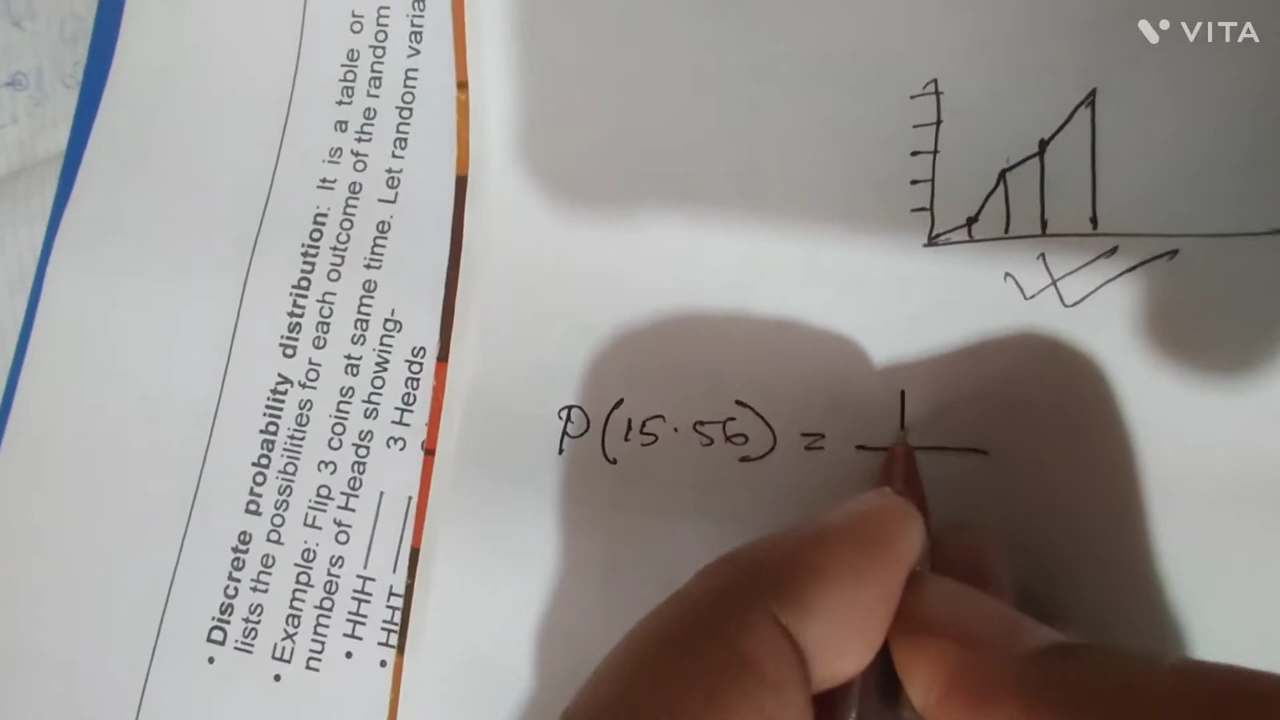 • Discrete probability distribution: It is a table or
lists the possibilities for each outcome of the random
• Example: Flip 3 coins at same time. Let random varia
numbers of Heads showing-
• HHH 3 Heads
• HHT
VITA
P(15.56) = 1